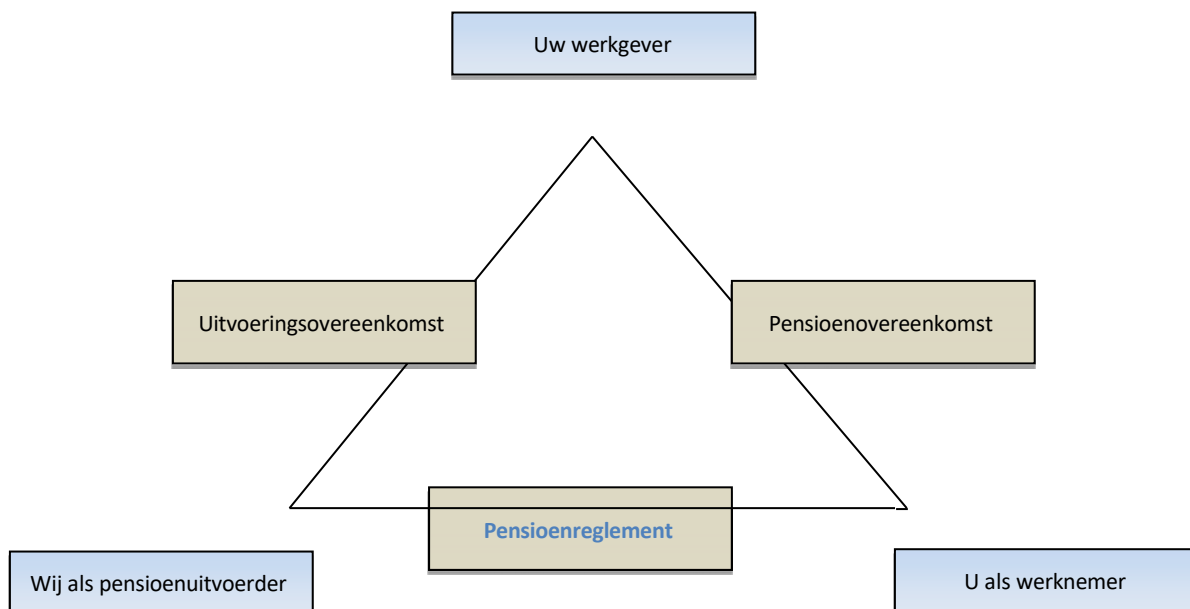 Uw werkgever
Uitvoeringsovereenkomst
Pensioenovereenkomst
Pensioenreglement
Wij als pensioenuitvoerder
U als werknemer